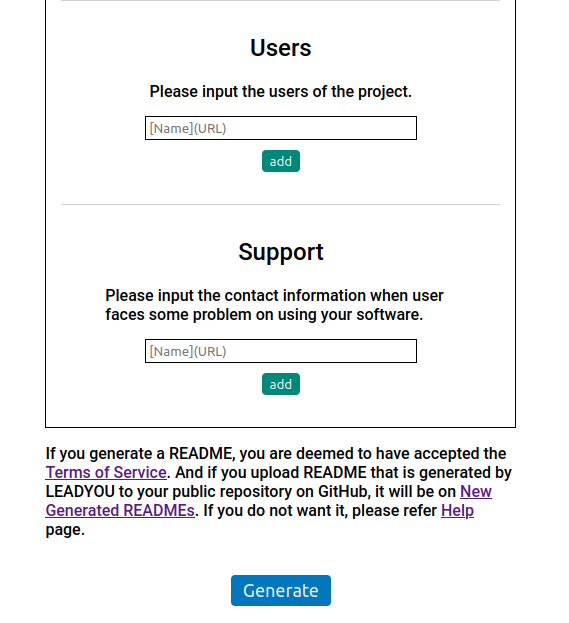 Users
Please input the users of the project.
[Name](URL)
add
Support
Please input the contact information when user
faces some problem on using your software.
[Name](URL)
add
If you generate a README, you are deemed to have accepted the
Terms of Service. And if you upload README that is generated by
LEADYOU to your public repository on GitHub, it will be on New
Generated READMEs. If you do not want it, please refer Help
page.
Generate